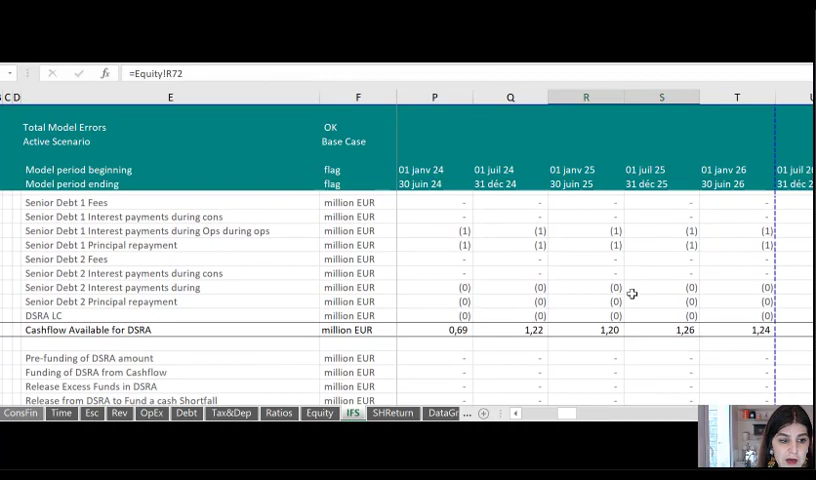 fx =Equity!R72
B C D E F P Q R S T U
Total Model Errors OK
Active Scenario Base Case
Model period beginning flag 01 janv 24 01 juil 24 01 janv 25 01 juil 25 01 janv 26 01 juil 2
Model period ending flag 30 juin 24 31 déc 24 30 juin 25 31 déc 25 30 juin 26 31 déc 2
Senior Debt 1 Fees million EUR - - - - -
Senior Debt 1 Interest payments during cons million EUR - - - - -
Senior Debt 1 Interest payments during Ops during ops million EUR (1) (1) (1) (1) (1)
Senior Debt 1 Principal repayment million EUR (1) (1) (1) (1) (1)
Senior Debt 2 Fees million EUR - - - - -
Senior Debt 2 Interest payments during cons million EUR - - - - -
Senior Debt 2 Interest payments during million EUR (0) (0) (0) (0) (0)
Senior Debt 2 Principal repayment million EUR (0) (0) (0) (0) (0)
DSRA LC million EUR (0) (0) (0) (0) (0)
Cashflow Available for DSRA million EUR 0,69 1,22 1,20 1,26 1,24
Pre-funding of DSRA amount million EUR - - - - -
Funding of DSRA from Cashflow million EUR - - - - -
Release Excess Funds in DSRA million EUR - - - - -
Release from DSRA to Fund a cash Shortfall million EUR - - - - -
ConsFin Time Esc Rev OpEx Debt Tax&Dep Ratios Equity IFS SHReturn DataGr ...